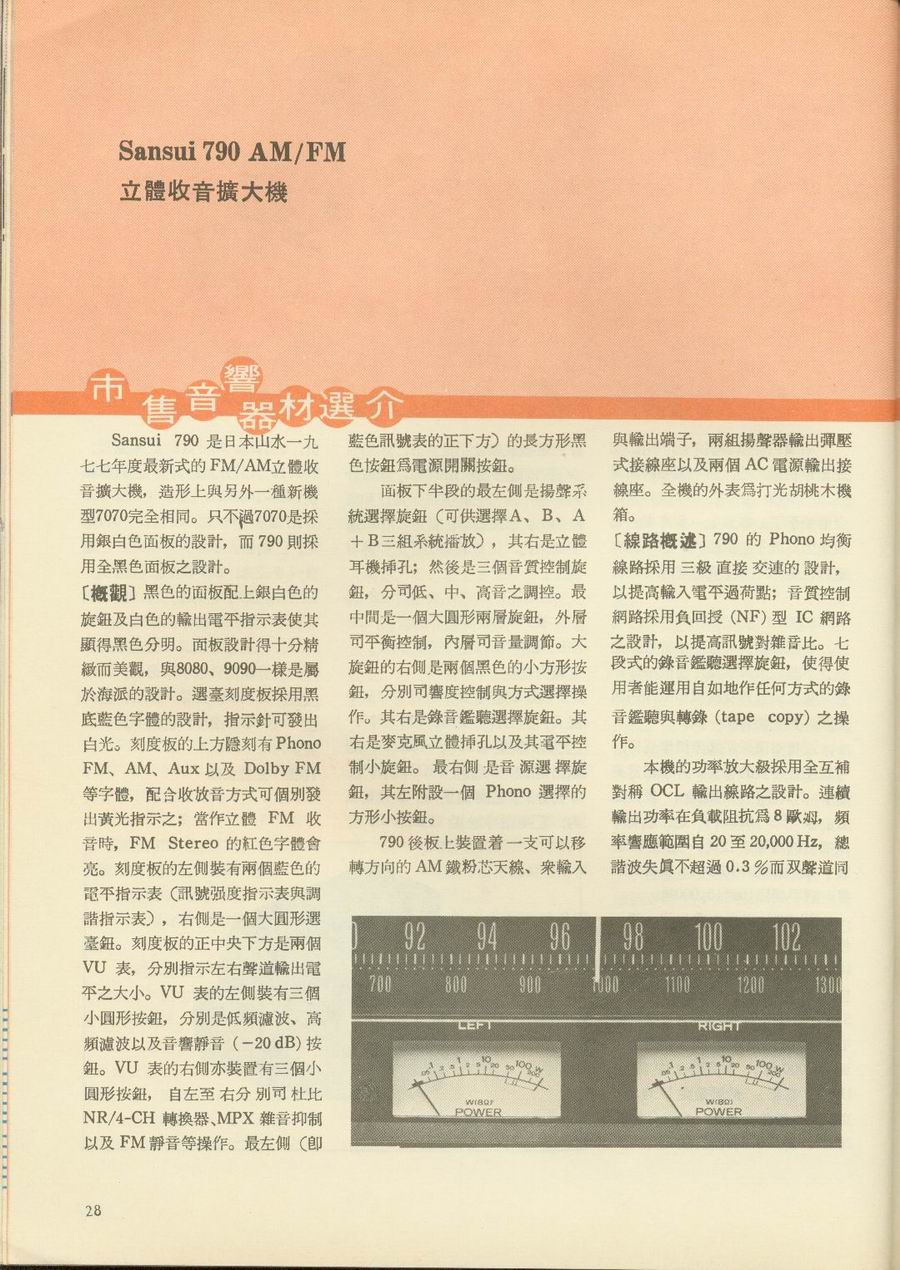 Sansui 790 AM/FM
立體收音擴大機
市售音響器材選介
Sansui 790 是日本山水一九
七七年度最新式的 FM/AM立體收
音擴大機，造形上與另外一種新機
型7070完全相同。只不過7070是採
用銀白色面板的設計，而 790 則採
用全黑色面板之設計。
〔概觀〕黑色的面板配上銀白色的
旋鈕及白色的輸出電平指示表使其
顯得黑色分明。面板設計得十分精
緻而美觀，與8080、9090一樣是屬
於海派的設計。選臺刻度板採用黑
底藍色字體的設計，指示針可發出
白光。刻度板的上方隱刻有 Phono
FM、AM、Aux 以及 Dolby FM
等字體，配合收放音方式可個別發
出黃光指示之；當作立體 FM 收
音時，FM Stereo 的紅色字體會
亮。刻度板的左側裝有兩個藍色的
電平指示表（訊號强度指示表與調
諧指示表），右側是一個大圓形選
臺鈕。刻度板的正中央下方是兩個
VU 表，分別指示左右聲道輸出電
平之大小。VU 表的左側裝有三個
小圓形按鈕，分別是低頻濾波、高
頻濾波以及音響靜音（−20 dB）按
鈕。VU 表的右側亦裝置有三個小
圓形按鈕，自左至右分別司杜比
NR/4-CH 轉換器、MPX 雜音抑制
以及 FM 靜音等操作。最左側（卽
藍色訊號表的正下方）的長方形黑
色按鈕爲電源開關按鈕。
面板下半段的最左側是揚聲系
統選擇旋鈕（可供選擇 A、B、A
＋B三組系統播放），其右是立體
耳機揷孔；然後是三個音質控制旋
鈕，分司低、中、高音之調控。最
中間是一個大圓形兩層旋鈕，外層
司平衡控制，內層司音量調節。大
旋鈕的右側是兩個黑色的小方形按
鈕，分別司響度控制與方式選擇操
作。其右是錄音鑑聽選擇旋鈕。其
右是麥克風立體揷孔以及其電平控
制小旋鈕。最右側是音源選擇旋
鈕，其左附設一個 Phono 選擇的
方形小按鈕。
790 後板上裝置着一支可以移
轉方向的 AM 鐵粉芯天線、衆輸入
與輸出端子，兩組揚聲器輸出彈壓
式接線座以及兩個 AC 電源輸出接
線座。全機的外表爲打光胡桃木機
箱。
〔線路概述〕790 的 Phono 均衡
線路採用三級直接交連的設計，
以提高輸入電平過荷點；音質控制
網路採用負回授 (NF) 型 IC 網路
之設計，以提高訊號對雜音比。七
段式的錄音鑑聽選擇旋鈕，使得使
用者能運用自如地作任何方式的錄
音鑑聽與轉錄 (tape copy) 之操
作。
本機的功率放大級採用全互補
對稱 OCL 輸出線路之設計。連續
輸出功率在負載阻抗爲 8 歐姆，頻
率響應範圍自 20 至 20,000 Hz，總
諧波失眞不超過 0.3 %而双聲道同
92 94 96 98 100 102
700 800 900 1000 1100 1200 1300
LEFT RIGHT
W(8Ω) W(8Ω)
POWER POWER
28